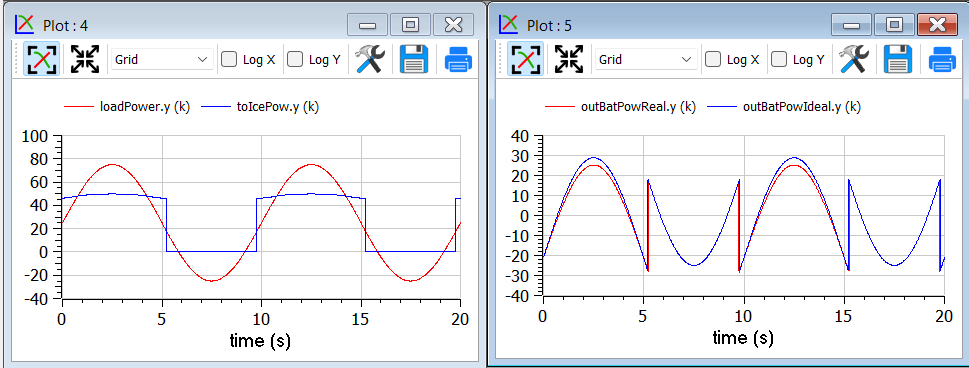 Plot : 4
Grid Log X Log Y
loadPower.y (k) toIcePow.y (k)
100
80
60
40
20
0
-20
-40
0 5 10 15 20
time (s)
Plot : 5
Grid Log X Log Y
outBatPowReal.y (k) outBatPowIdeal.y (k)
40
30
20
10
0
-10
-20
-30
-40
0 5 10 15 20
time (s)